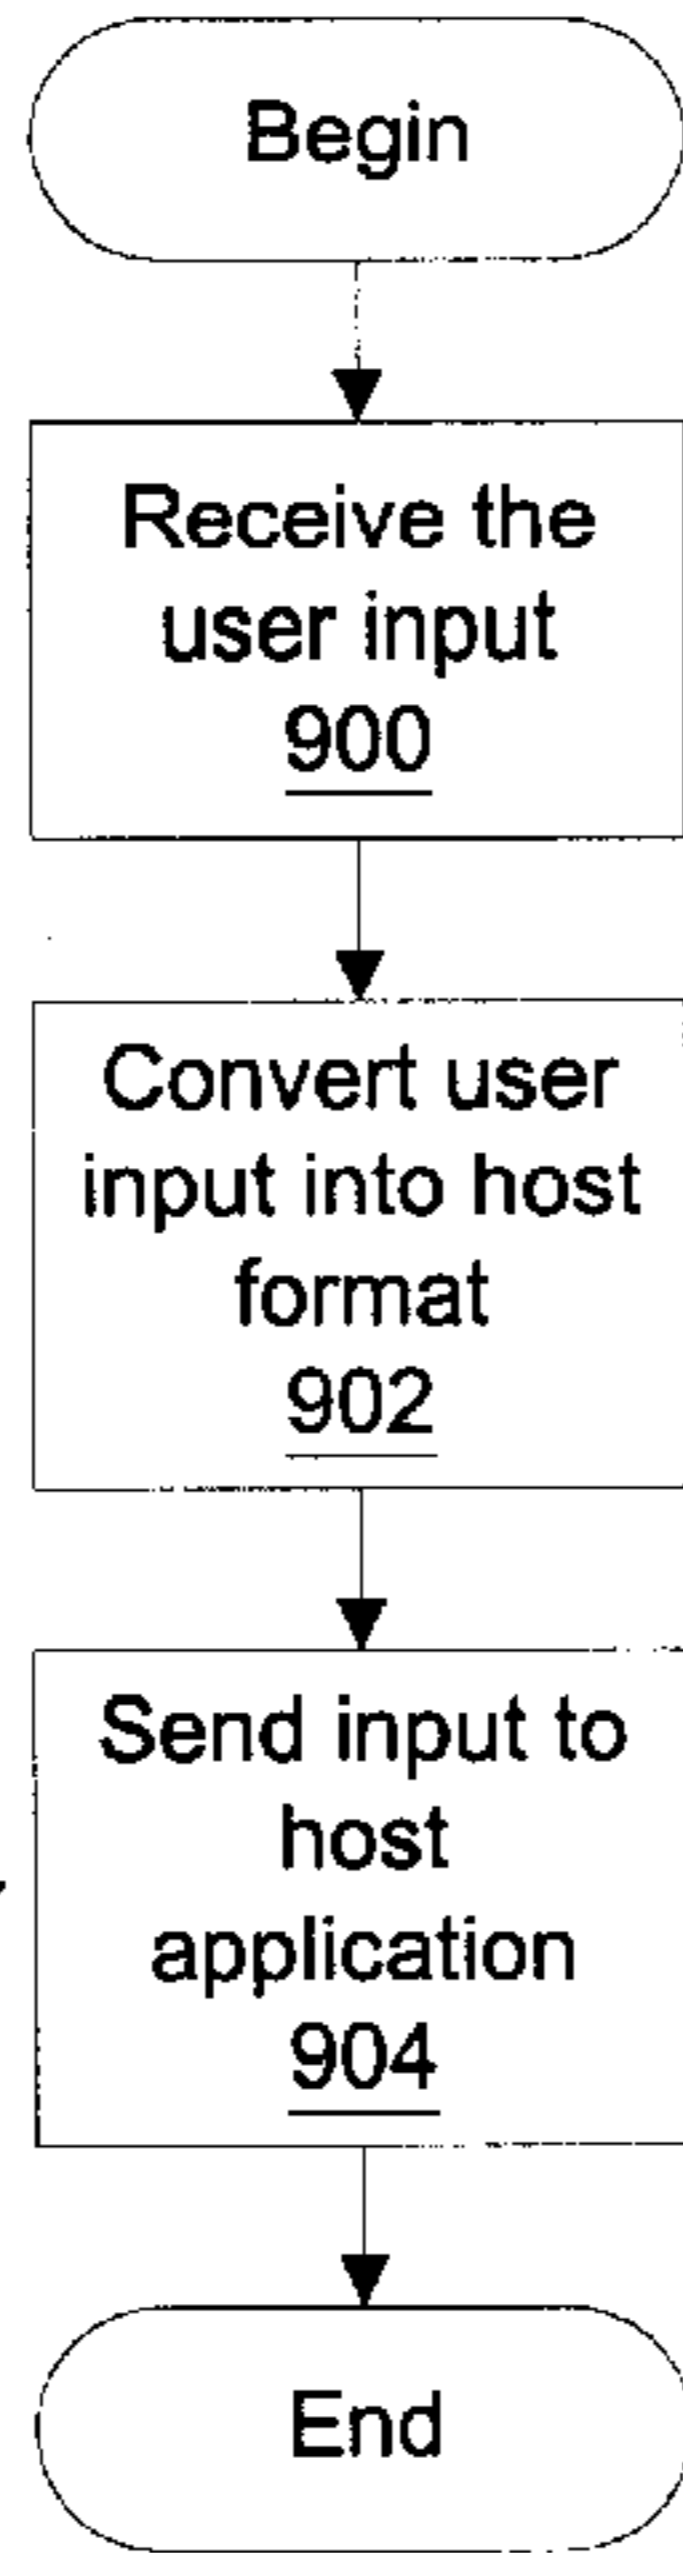 Begin
Receive the
user input
900
Convert user
input into host
format
902
Send input to
host
application
904
End